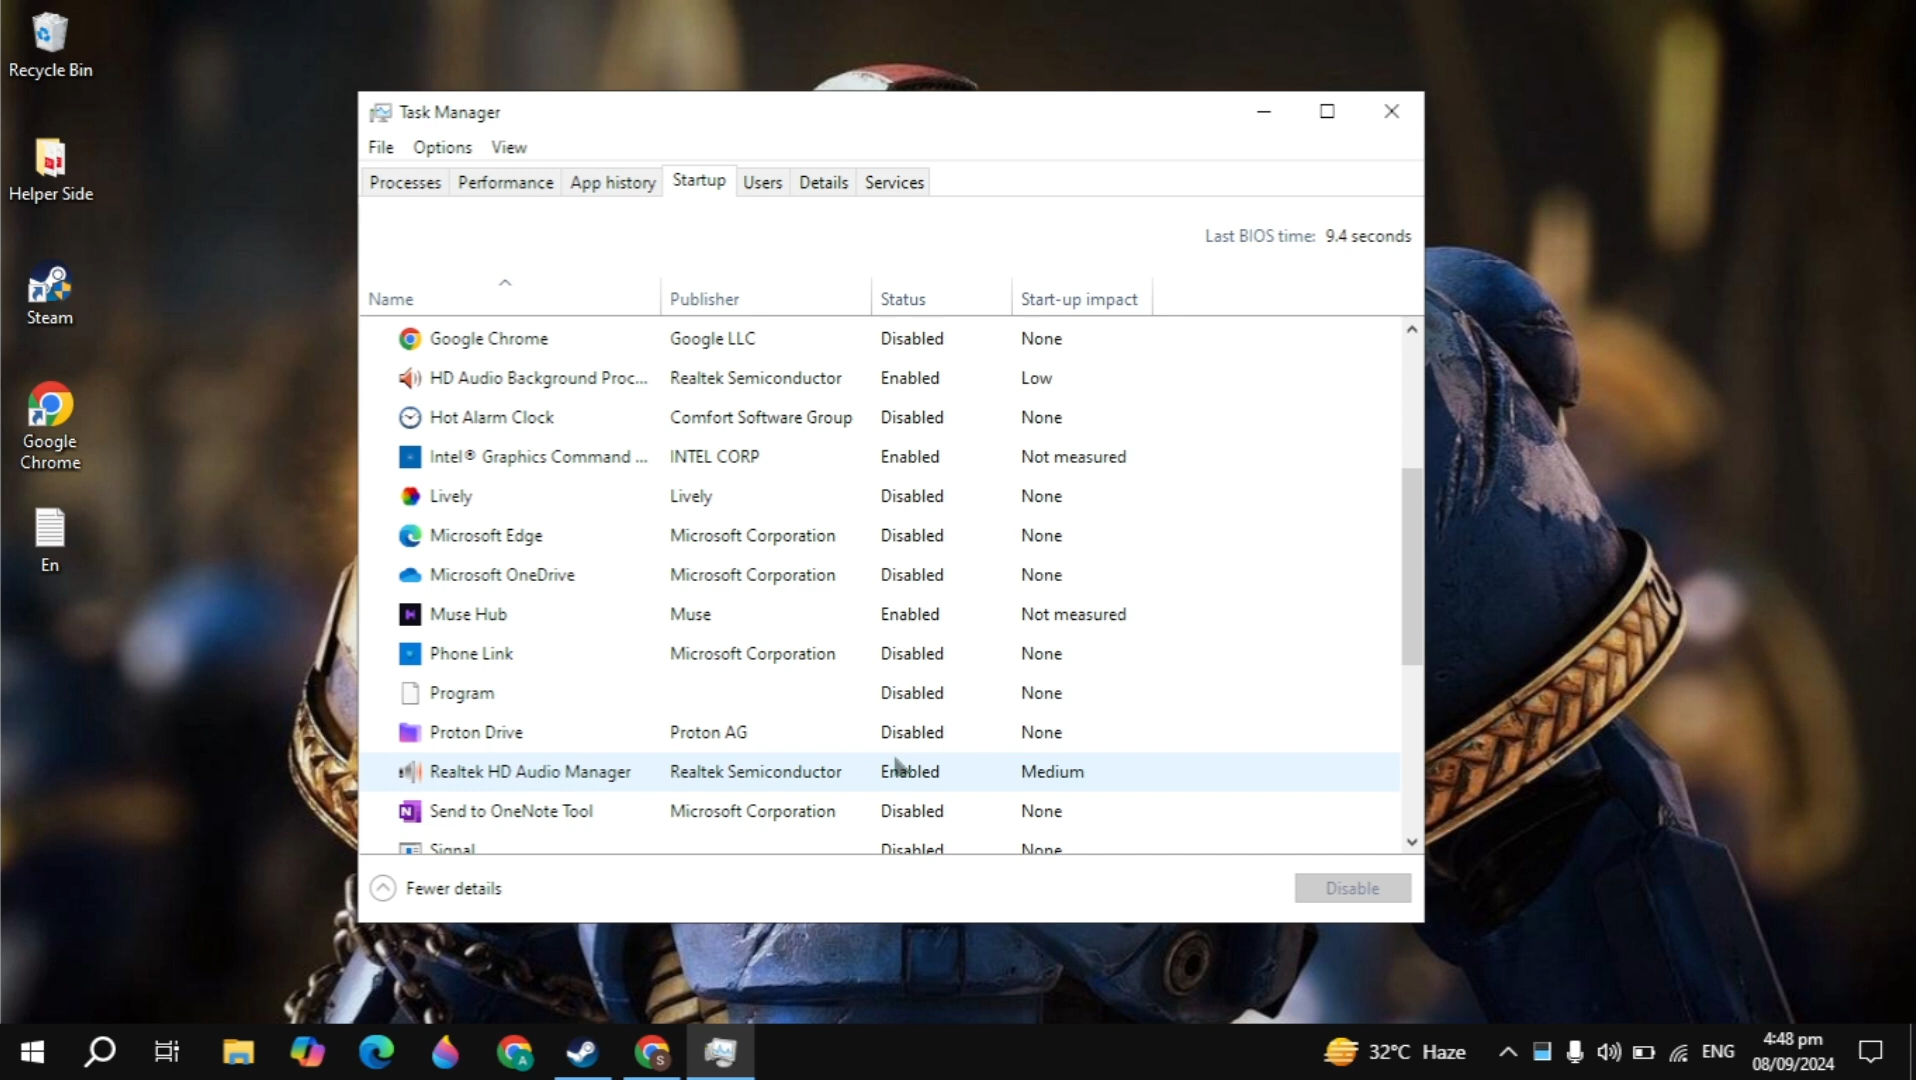 Recycle Bin
Helper Side
Steam
Google
Chrome
En
Task Manager
File Options View
Processes Performance App history Startup Users Details Services
Last BIOS time: 9.4 seconds
Name Publisher Status Start-up impact
Google Chrome Google LLC Disabled None
HD Audio Background Proc... Realtek Semiconductor Enabled Low
Hot Alarm Clock Comfort Software Group Disabled None
Intel® Graphics Command ... INTEL CORP Enabled Not measured
Lively Lively Disabled None
Microsoft Edge Microsoft Corporation Disabled None
Microsoft OneDrive Microsoft Corporation Disabled None
Muse Hub Muse Enabled Not measured
Phone Link Microsoft Corporation Disabled None
Program Disabled None
Proton Drive Proton AG Disabled None
Realtek HD Audio Manager Realtek Semiconductor Enabled Medium
Send to OneNote Tool Microsoft Corporation Disabled None
Signal Disabled None
Fewer details Disable
32°C Haze ENG
4:48 pm
08/09/2024